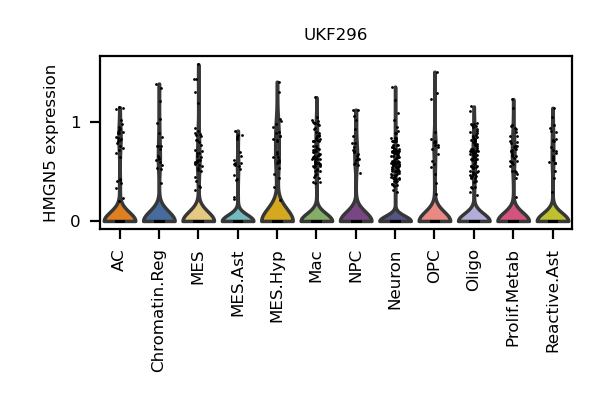 UKF296
HMGN5 expression
1
0
AC
Chromatin.Reg
MES
MES.Ast
MES.Hyp
Mac
NPC
Neuron
OPC
Oligo
Prolif.Metab
Reactive.Ast